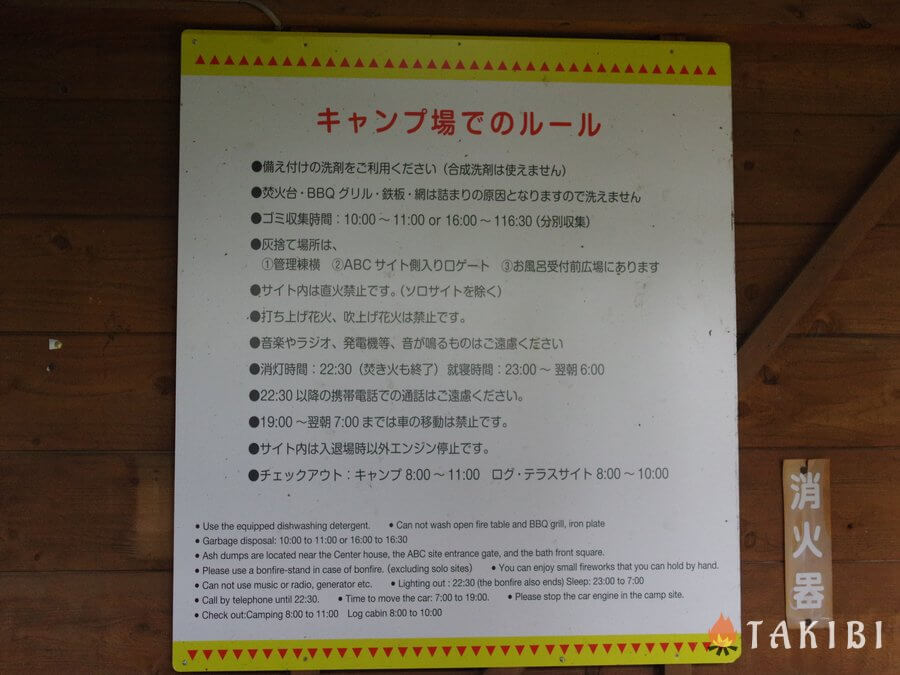 キャンプ場でのルール
●備え付けの洗剤をご利用ください（合成洗剤は使えません）
●焚火台・BBQグリル・鉄板・網は詰まりの原因となりますので洗えません
●ゴミ収集時間：10:00～11:00 or 16:00～116:30（分別収集）
●灰捨て場所は、
①管理棟横 ②ABCサイト側入り口ゲート ③お風呂受付前広場にあります
●サイト内は直火禁止です。（ソロサイトを除く）
●打ち上げ花火、吹上げ花火は禁止です。
●音楽やラジオ、発電機等、音が鳴るものはご遠慮ください
●消灯時間：22:30（焚き火も終了） 就寝時間：23:00～翌朝6:00
●22:30以降の携帯電話での通話はご遠慮ください。
●19:00～翌朝7:00までは車の移動は禁止です。
●サイト内は入退場時以外エンジン停止です。
●チェックアウト：キャンプ8:00～11:00 ログ・テラスサイト8:00～10:00
● Use the equipped dishwashing detergent. ● Can not wash open fire table and BBQ grill, iron plate
● Garbage disposal: 10:00 to 11:00 or 16:00 to 16:30
● Ash dumps are located near the Center house, the ABC site entrance gate, and the bath front square.
● Please use a bonfire-stand in case of bonfire. (excluding solo sites) ● You can enjoy small fireworks that you can hold by hand.
● Can not use music or radio, generator etc. ● Lighting out : 22:30 (the bonfire also ends) Sleep: 23:00 to 7:00
● Call by telephone until 22:30. ● Time to move the car: 7:00 to 19:00. ● Please stop the car engine in the camp site.
● Check out:Camping 8:00 to 11:00 Log cabin 8:00 to 10:00
消火器
TAKIBI